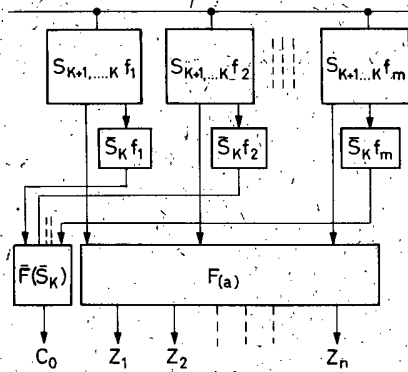 S_{K+1,....K} f_1 S_{K+1,...K} f_2 S_{K+1...K} f_m
S̄_K f_1 S̄_K f_2 S̄_K f_m
F̄(S̄_K) F_(a)
C_0 Z_1 Z_2 Z_n